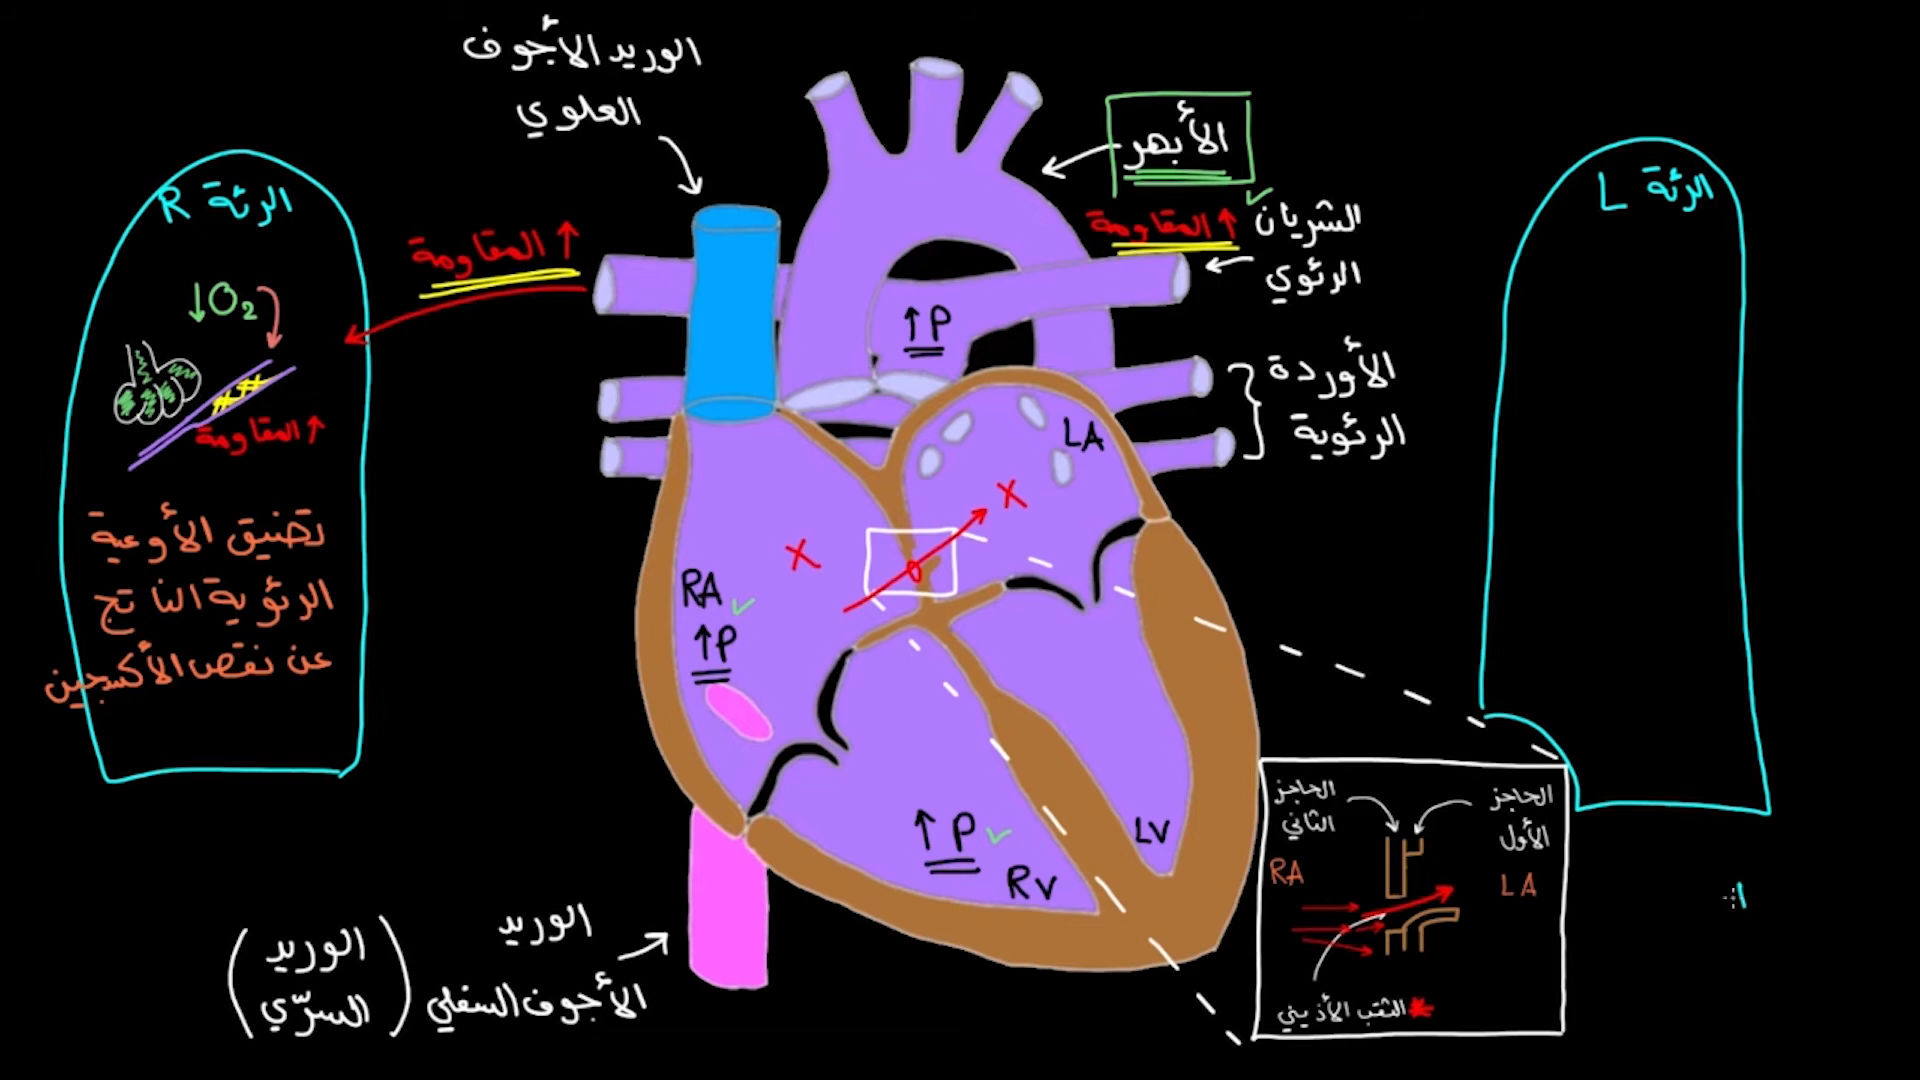 الوريد الأجوف
العلوي
الأبهر
الرئة R
الرئة L
↑ المقاومة
↑ المقاومة
الشريان
الرئوي
↓O₂
↑P
المقاومة ↑
الأوردة
الرئوية
LA
X
X
تضيق الأوعية
الرئوية الناتج
عن نقص الأكسجين
RA
↑P
↑P
RV
LV
الحاجز
الثاني
الحاجز
الأول
RA
LA
الثقب الأذيني
الوريد
الأجوف السفلي
(الوريد
السرّي)